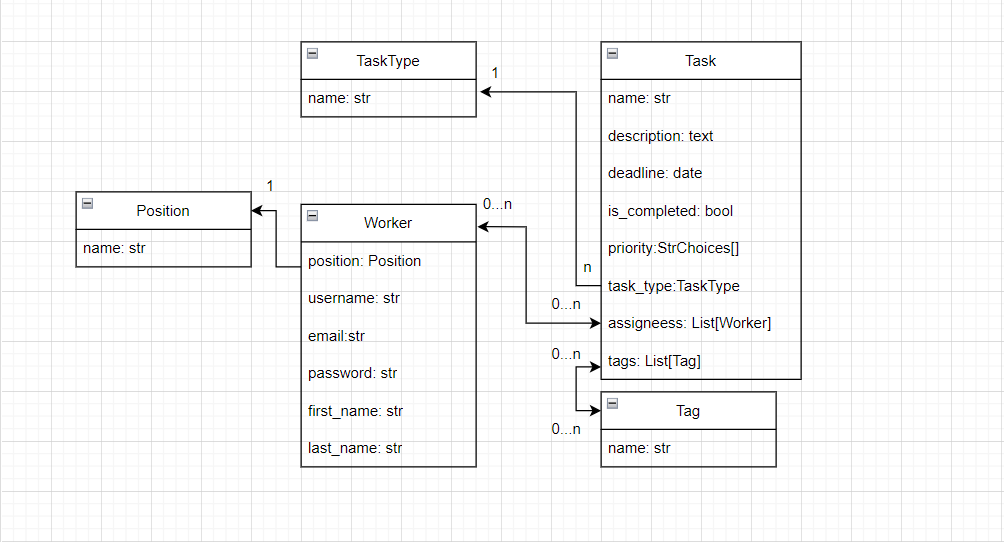 TaskType
name: str
1
Task
name: str
description: text
deadline: date
is_completed: bool
priority:StrChoices[]
task_type:TaskType
assigneess: List[Worker]
tags: List[Tag]
n
0...n
0...n
0...n
Position
name: str
1
Worker
0...n
position: Position
username: str
email:str
password: str
first_name: str
last_name: str
Tag
name: str